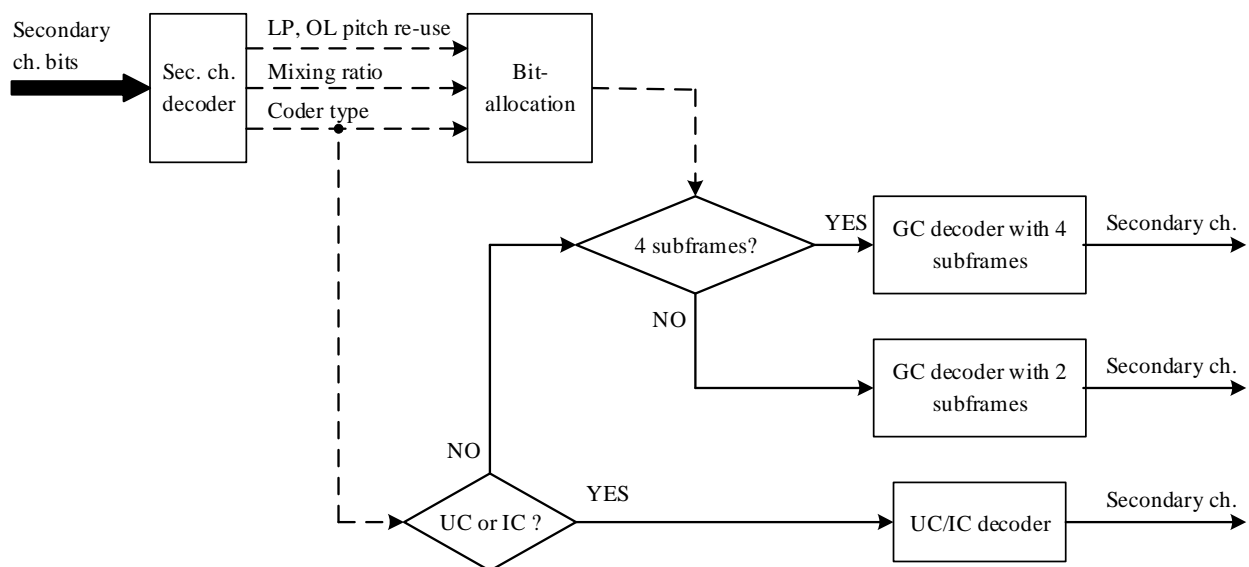 Secondary
ch. bits
Sec. ch.
decoder
LP, OL pitch re-use
Mixing ratio
Coder type
Bit-
allocation
4 subframes?
YES
GC decoder with 4
subframes
Secondary ch.
NO
GC decoder with 2
subframes
Secondary ch.
NO
UC or IC ?
YES
UC/IC decoder
Secondary ch.